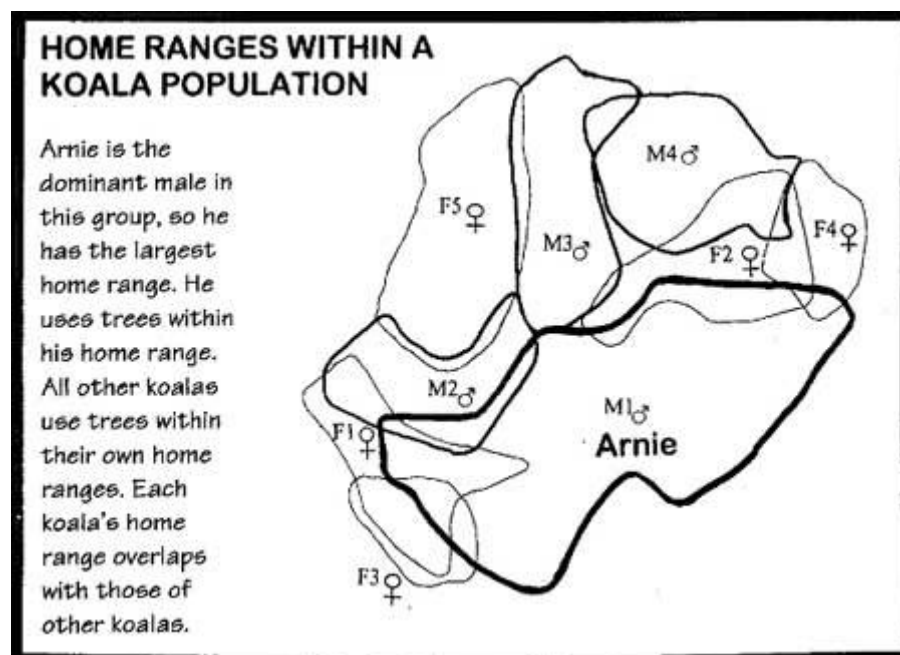 HOME RANGES WITHIN A
KOALA POPULATION
Arnie is the
dominant male in
this group, so he
has the largest
home range. He
uses trees within
his home range.
All other koalas
use trees within
their own home
ranges. Each
koala's home
range overlaps
with those of
other koalas.
M4♂
F5♀
M3♂
F2♀
F4♀
M2♂
M1♂
Arnie
F1♀
F3♀